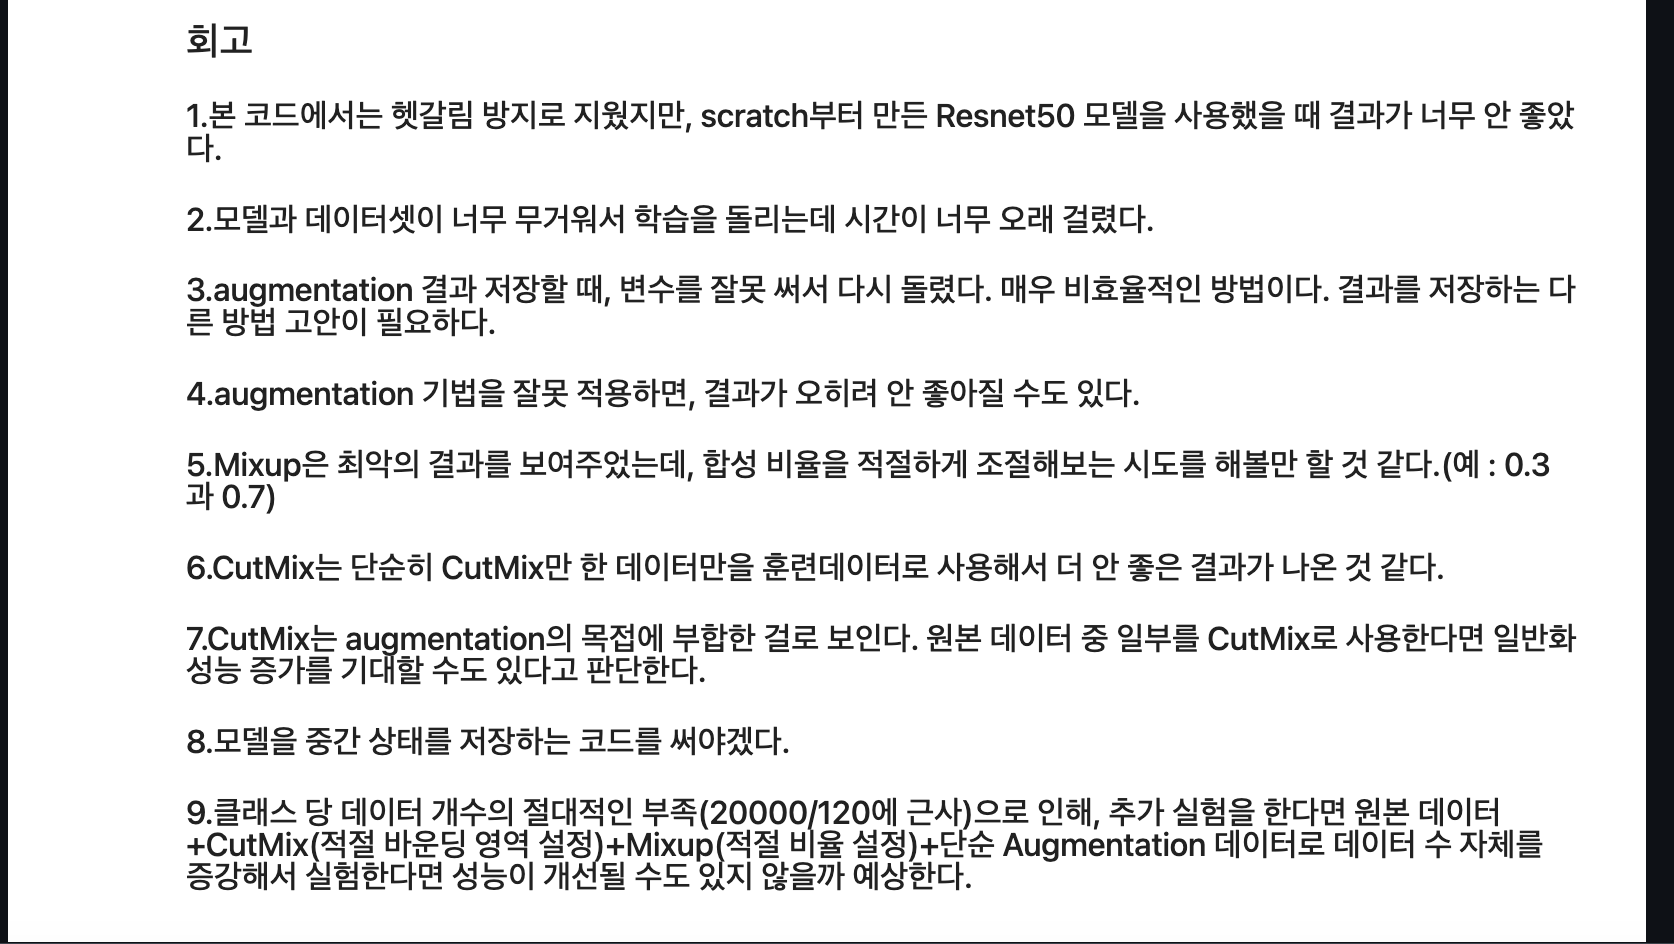 회고
1.본 코드에서는 헷갈림 방지로 지웠지만, scratch부터 만든 Resnet50 모델을 사용했을 때 결과가 너무 안 좋았
다.
2.모델과 데이터셋이 너무 무거워서 학습을 돌리는데 시간이 너무 오래 걸렸다.
3.augmentation 결과 저장할 때, 변수를 잘못 써서 다시 돌렸다. 매우 비효율적인 방법이다. 결과를 저장하는 다
른 방법 고안이 필요하다.
4.augmentation 기법을 잘못 적용하면, 결과가 오히려 안 좋아질 수도 있다.
5.Mixup은 최악의 결과를 보여주었는데, 합성 비율을 적절하게 조절해보는 시도를 해볼만 할 것 같다.(예 : 0.3
과 0.7)
6.CutMix는 단순히 CutMix만 한 데이터만을 훈련데이터로 사용해서 더 안 좋은 결과가 나온 것 같다.
7.CutMix는 augmentation의 목접에 부합한 걸로 보인다. 원본 데이터 중 일부를 CutMix로 사용한다면 일반화
성능 증가를 기대할 수도 있다고 판단한다.
8.모델을 중간 상태를 저장하는 코드를 써야겠다.
9.클래스 당 데이터 개수의 절대적인 부족(20000/120에 근사)으로 인해, 추가 실험을 한다면 원본 데이터
+CutMix(적절 바운딩 영역 설정)+Mixup(적절 비율 설정)+단순 Augmentation 데이터로 데이터 수 자체를
증강해서 실험한다면 성능이 개선될 수도 있지 않을까 예상한다.